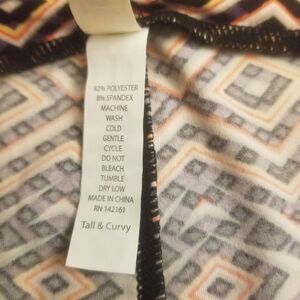 92% POLYESTER
8% SPANDEX
MACHINE
WASH
COLD
GENTLE
CYCLE
DO NOT
BLEACH
TUMBLE
DRY LOW
MADE IN CHINA
RN 142161
Tall & Curvy